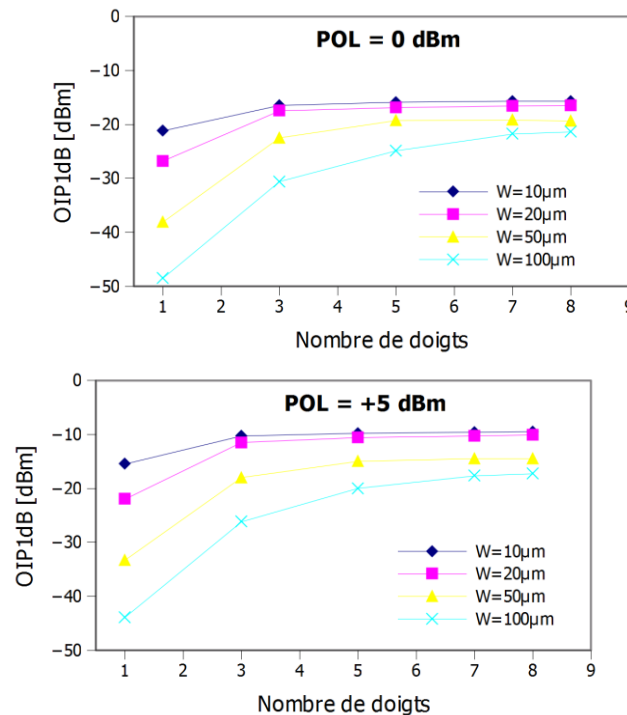 POL = 0 dBm
OIP1dB [dBm]
0
−10
−20
−30
−40
−50
W=10µm
W=20µm
W=50µm
W=100µm
1 2 3 4 5 6 7 8 9
Nombre de doigts
POL = +5 dBm
OIP1dB [dBm]
0
−10
−20
−30
−40
−50
W=10µm
W=20µm
W=50µm
W=100µm
1 2 3 4 5 6 7 8 9
Nombre de doigts